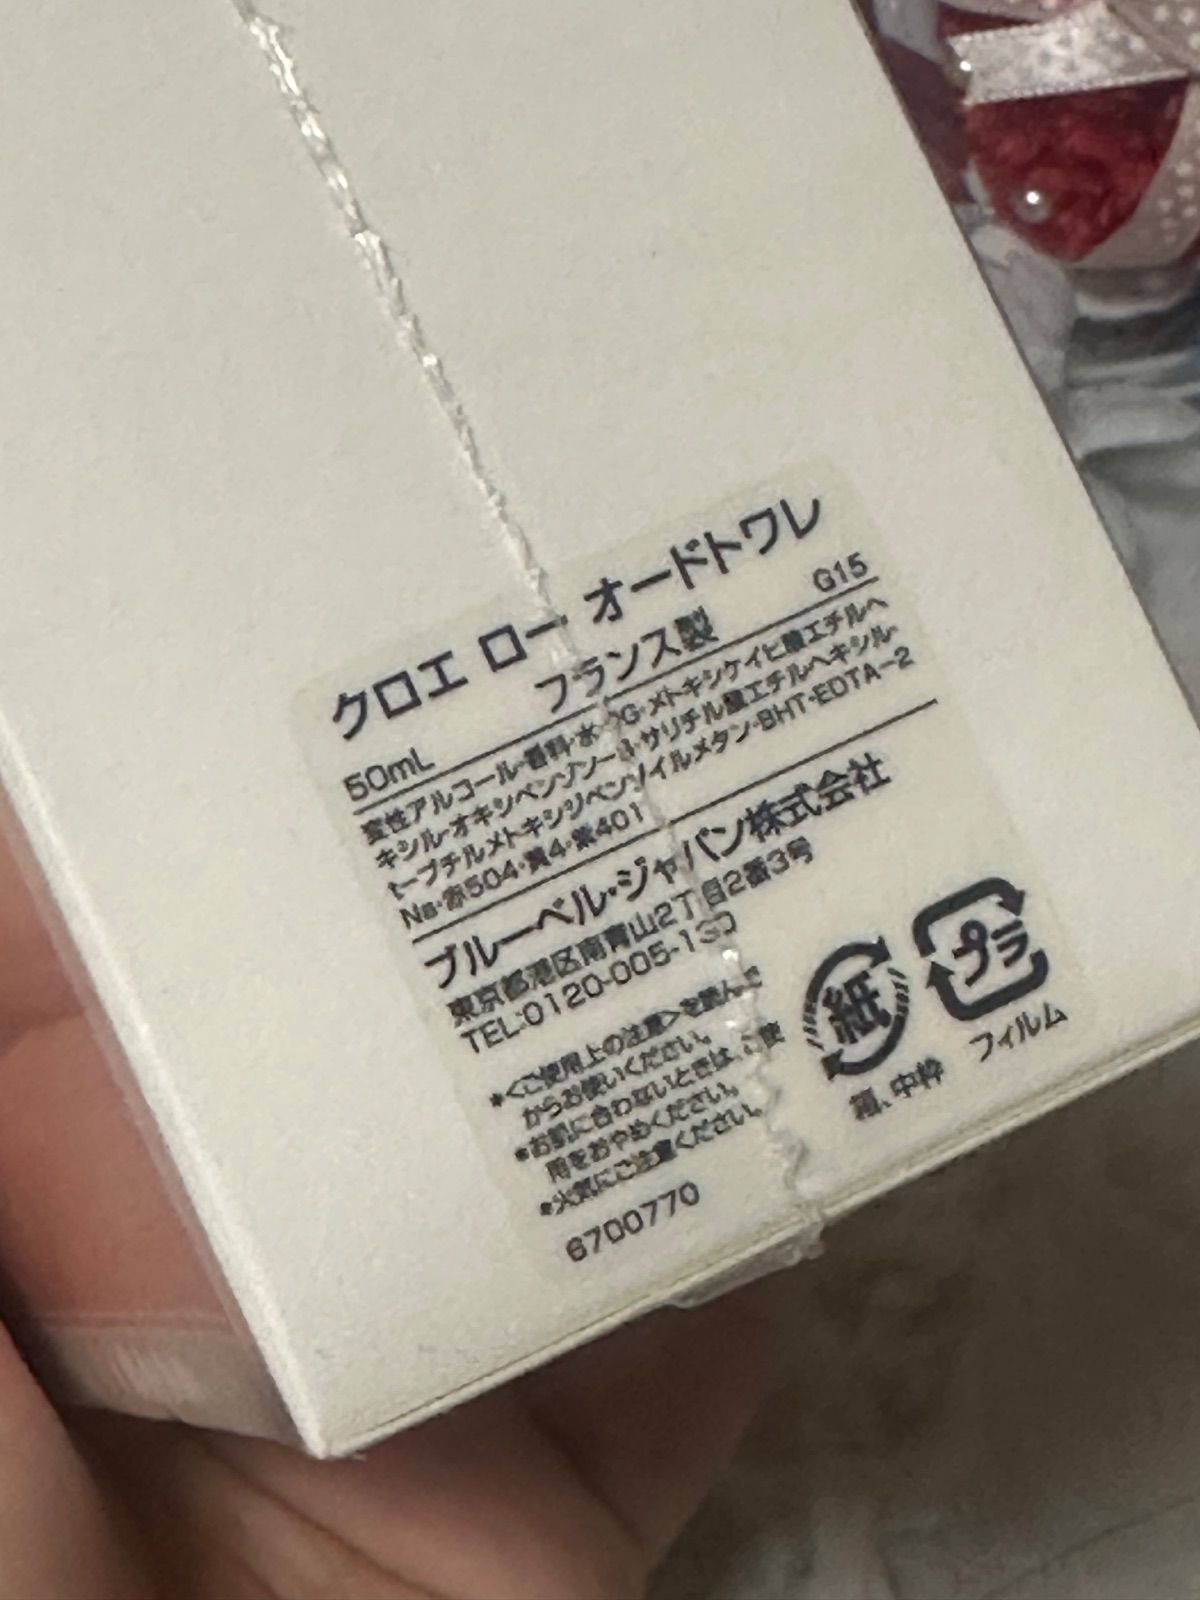 クロエ ロー オードトワレ
フランス製
50mL G15
変性アルコール・香料・水・PG・メトキシケイヒ酸エチルヘ
キシル・オキシベンゾン-3・サリチル酸エチルヘキシル・
t-ブチルメトキシジベンゾイルメタン・BHT・EDTA-2
Na・赤504・黄4・紫401
ブルーベル・ジャパン株式会社
東京都港区南青山2丁目2番3号
TEL:0120-005-130
*<ご使用上の注意>を読んで
からお使いください。
*お肌に合わないときは、ご使
用をおやめください。
*火気にご注意ください。
6700770
紙
箱、中枠
プラ
フィルム